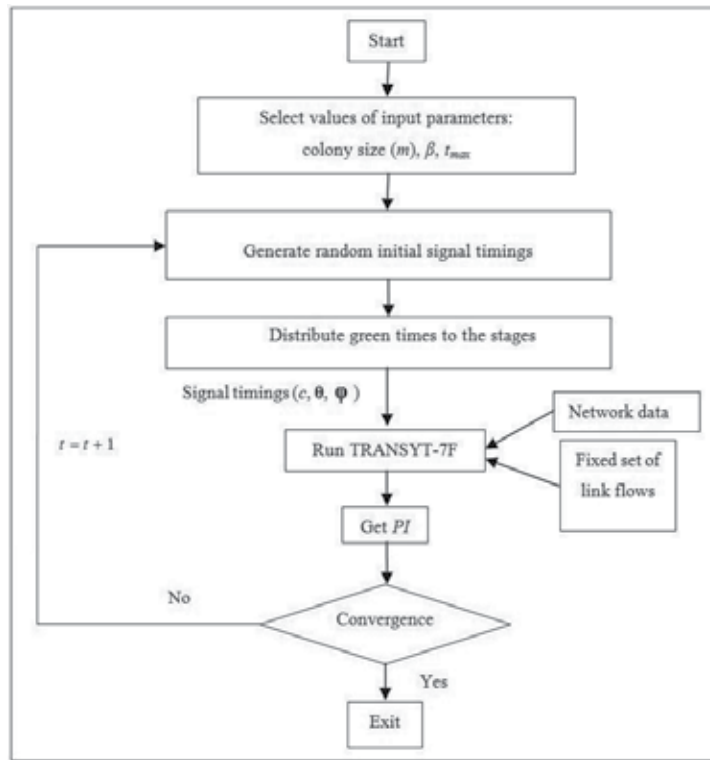 Start
Select values of input parameters:
colony size (m), β, t_max
Generate random initial signal timings
Distribute green times to the stages
Signal timings (c, θ, φ )
Network data
t = t + 1
Run TRANSYT-7F
Fixed set of
link flows
Get PI
No
Convergence
Yes
Exit